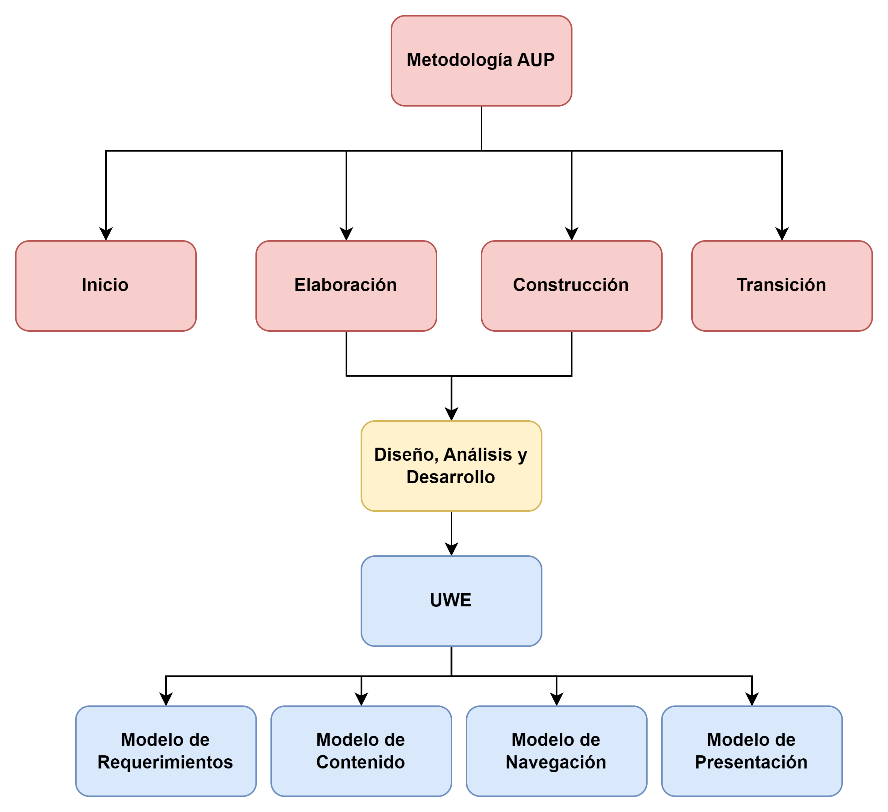 Metodología AUP
Inicio
Elaboración
Construcción
Transición
Diseño, Análisis y
Desarrollo
UWE
Modelo de
Requerimientos
Modelo de
Contenido
Modelo de
Navegación
Modelo de
Presentación